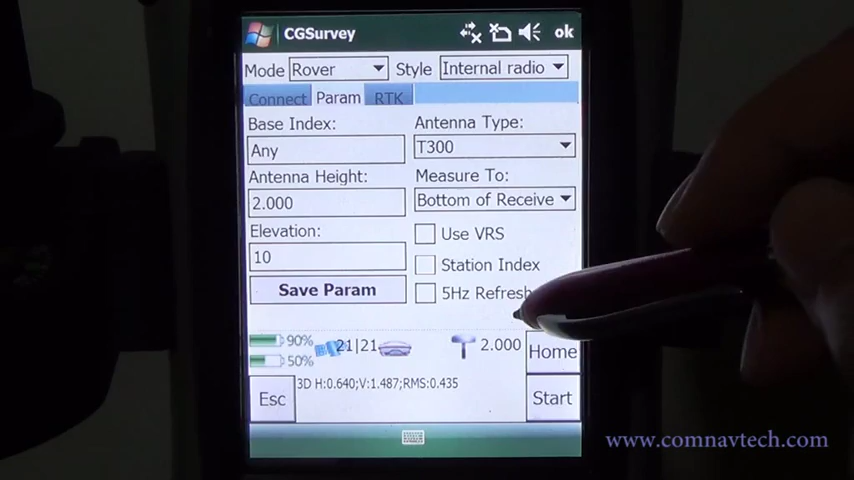 CGSurvey
ok
Mode Rover Style Internal radio
Connect Param RTK
Base Index: Antenna Type:
Any T300
Antenna Height: Measure To:
2.000 Bottom of Receive
Elevation: Use VRS
10 Station Index
Save Param 5Hz Refresh
90% 21|21 2.000 Home
50%
3D H:0.640;V:1.487;RMS:0.435
Esc Start
www.comnavtech.com